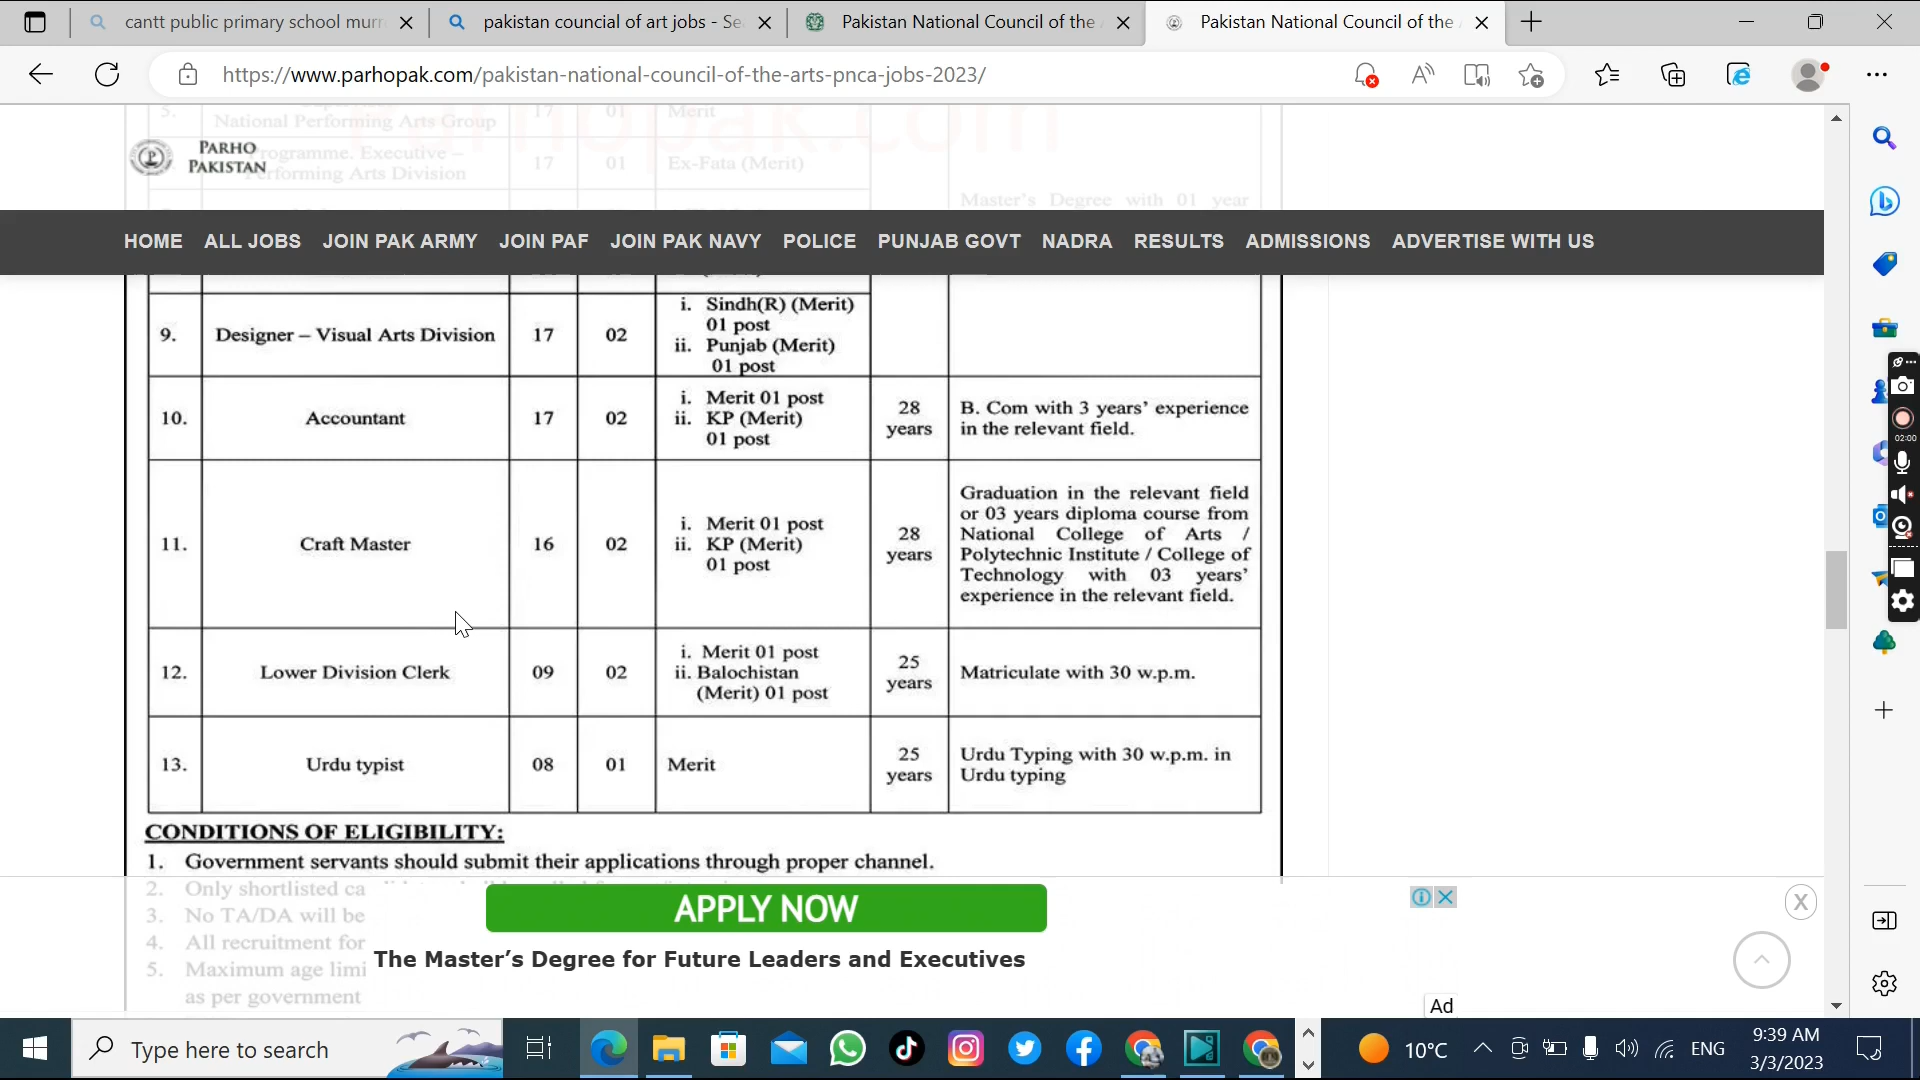 cantt public primary school murr
pakistan councial of art jobs - Se
Pakistan National Council of the A
Pakistan National Council of the A
https://www.parhopak.com/pakistan-national-council-of-the-arts-pnca-jobs-2023/
5.
National Performing Arts Group
17
01
Merit
PARHO
PAKISTAN
Programme. Executive –
Performing Arts Division
17
01
Ex-Fata (Merit)
Master's Degree with 01 year
HOME ALL JOBS JOIN PAK ARMY JOIN PAF JOIN PAK NAVY POLICE PUNJAB GOVT NADRA RESULTS ADMISSIONS ADVERTISE WITH US
9.
Designer – Visual Arts Division
17
02
i. Sindh(R) (Merit)
01 post
ii. Punjab (Merit)
01 post
10.
Accountant
17
02
i. Merit 01 post
ii. KP (Merit)
01 post
28
years
B. Com with 3 years' experience
in the relevant field.
11.
Craft Master
16
02
i. Merit 01 post
ii. KP (Merit)
01 post
28
years
Graduation in the relevant field
or 03 years diploma course from
National College of Arts /
Polytechnic Institute / College of
Technology with 03 years'
experience in the relevant field.
12.
Lower Division Clerk
09
02
i. Merit 01 post
ii. Balochistan
(Merit) 01 post
25
years
Matriculate with 30 w.p.m.
13.
Urdu typist
08
01
Merit
25
years
Urdu Typing with 30 w.p.m. in
Urdu typing
CONDITIONS OF ELIGIBILITY:
1. Government servants should submit their applications through proper channel.
2. Only shortlisted ca
3. No TA/DA will be
4. All recruitment for
5. Maximum age limi
as per government
APPLY NOW
The Master's Degree for Future Leaders and Executives
X
Ad
02:00
Type here to search
10°C
ENG
9:39 AM
3/3/2023